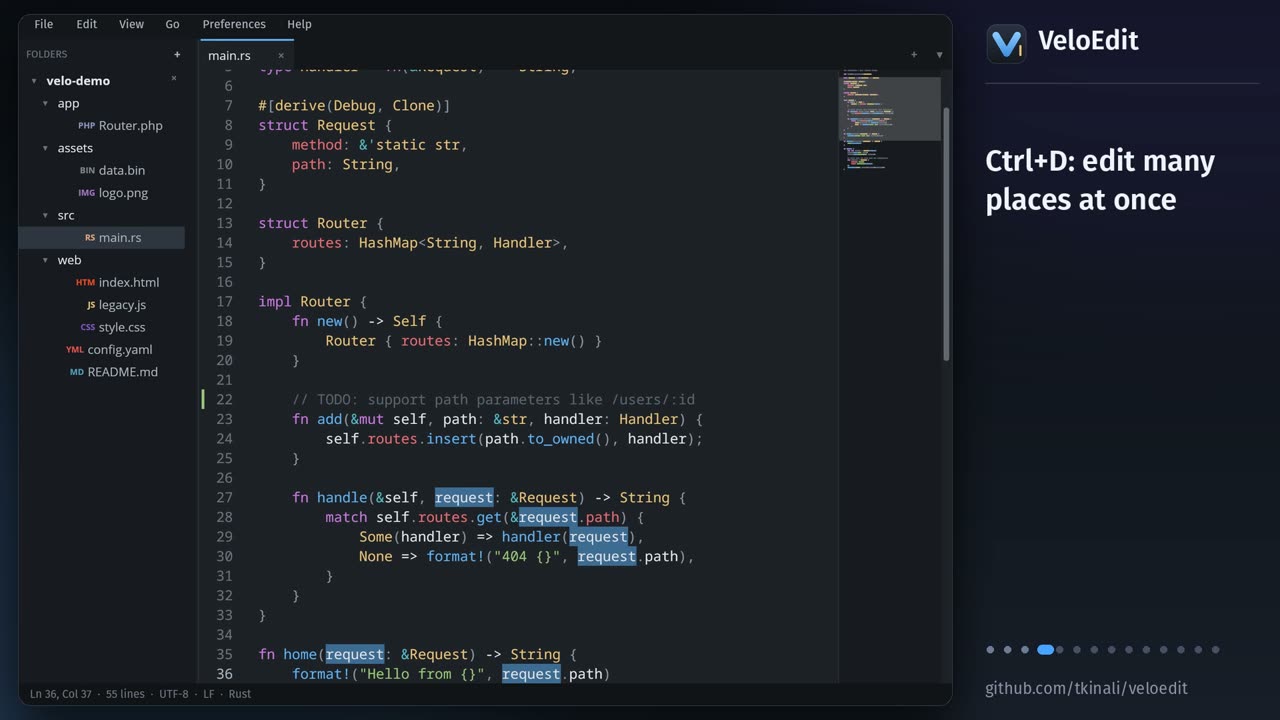 File Edit View Go Preferences Help
FOLDERS +
velo-demo ×
app
PHP Router.php
assets
BIN data.bin
IMG logo.png
src
RS main.rs
web
HTM index.html
JS legacy.js
CSS style.css
YML config.yaml
MD README.md
main.rs × + ▾
6
7 #[derive(Debug, Clone)]
8 struct Request {
9     method: &'static str,
10     path: String,
11 }
12
13 struct Router {
14     routes: HashMap<String, Handler>,
15 }
16
17 impl Router {
18     fn new() -> Self {
19         Router { routes: HashMap::new() }
20     }
21
22     // TODO: support path parameters like /users/:id
23     fn add(&mut self, path: &str, handler: Handler) {
24         self.routes.insert(path.to_owned(), handler);
25     }
26
27     fn handle(&self, request: &Request) -> String {
28         match self.routes.get(&request.path) {
29             Some(handler) => handler(request),
30             None => format!("404 {}", request.path),
31         }
32     }
33 }
34
35 fn home(request: &Request) -> String {
36     format!("Hello from {}", request.path)
Ln 36, Col 37 · 55 lines · UTF-8 · LF · Rust
VeloEdit
Ctrl+D: edit many
places at once
github.com/tkinali/veloedit